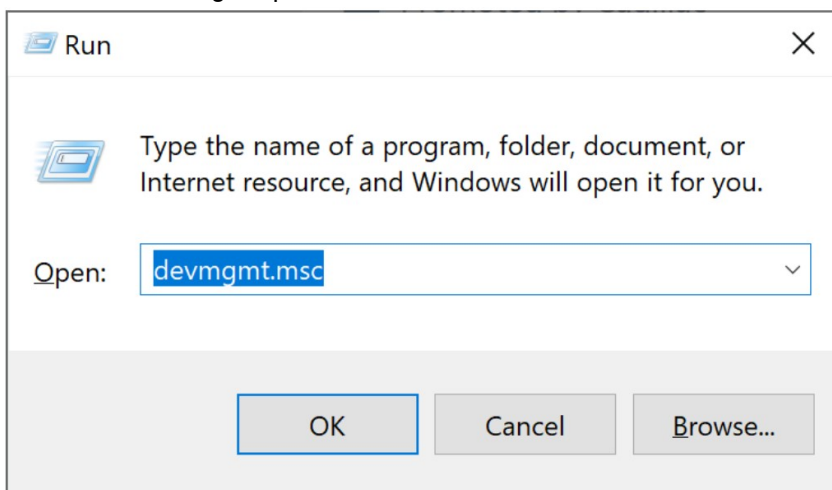 Run
Type the name of a program, folder, document, or
Internet resource, and Windows will open it for you.
Open: devmgmt.msc
OK Cancel Browse...